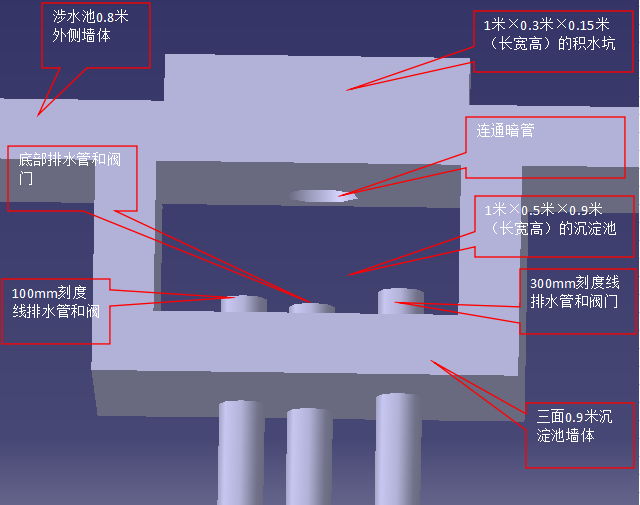 涉水池0.8米
外侧墙体
1米×0.3米×0.15米
（长宽高）的积水坑
连通暗管
底部排水管和阀
门
1米×0.5米×0.9米
（长宽高）的沉淀池
100mm刻度
线排水管和阀
300mm刻度线
排水管和阀门
三面0.9米沉
淀池墙体